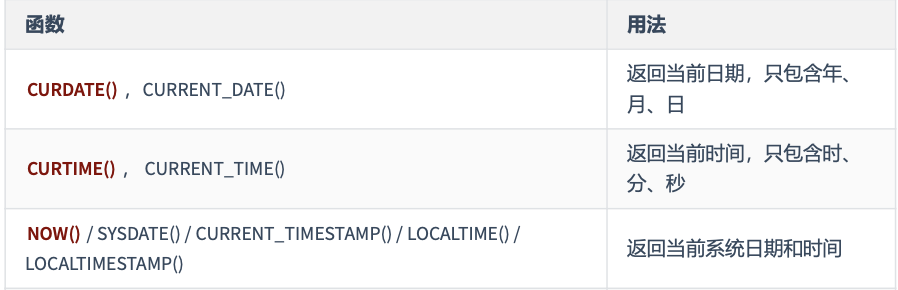 函数 用法
CURDATE() ，CURRENT_DATE() 返回当前日期，只包含年、
月、日
CURTIME() ， CURRENT_TIME() 返回当前时间，只包含时、
分、秒
NOW() / SYSDATE() / CURRENT_TIMESTAMP() / LOCALTIME() /
LOCALTIMESTAMP() 返回当前系统日期和时间